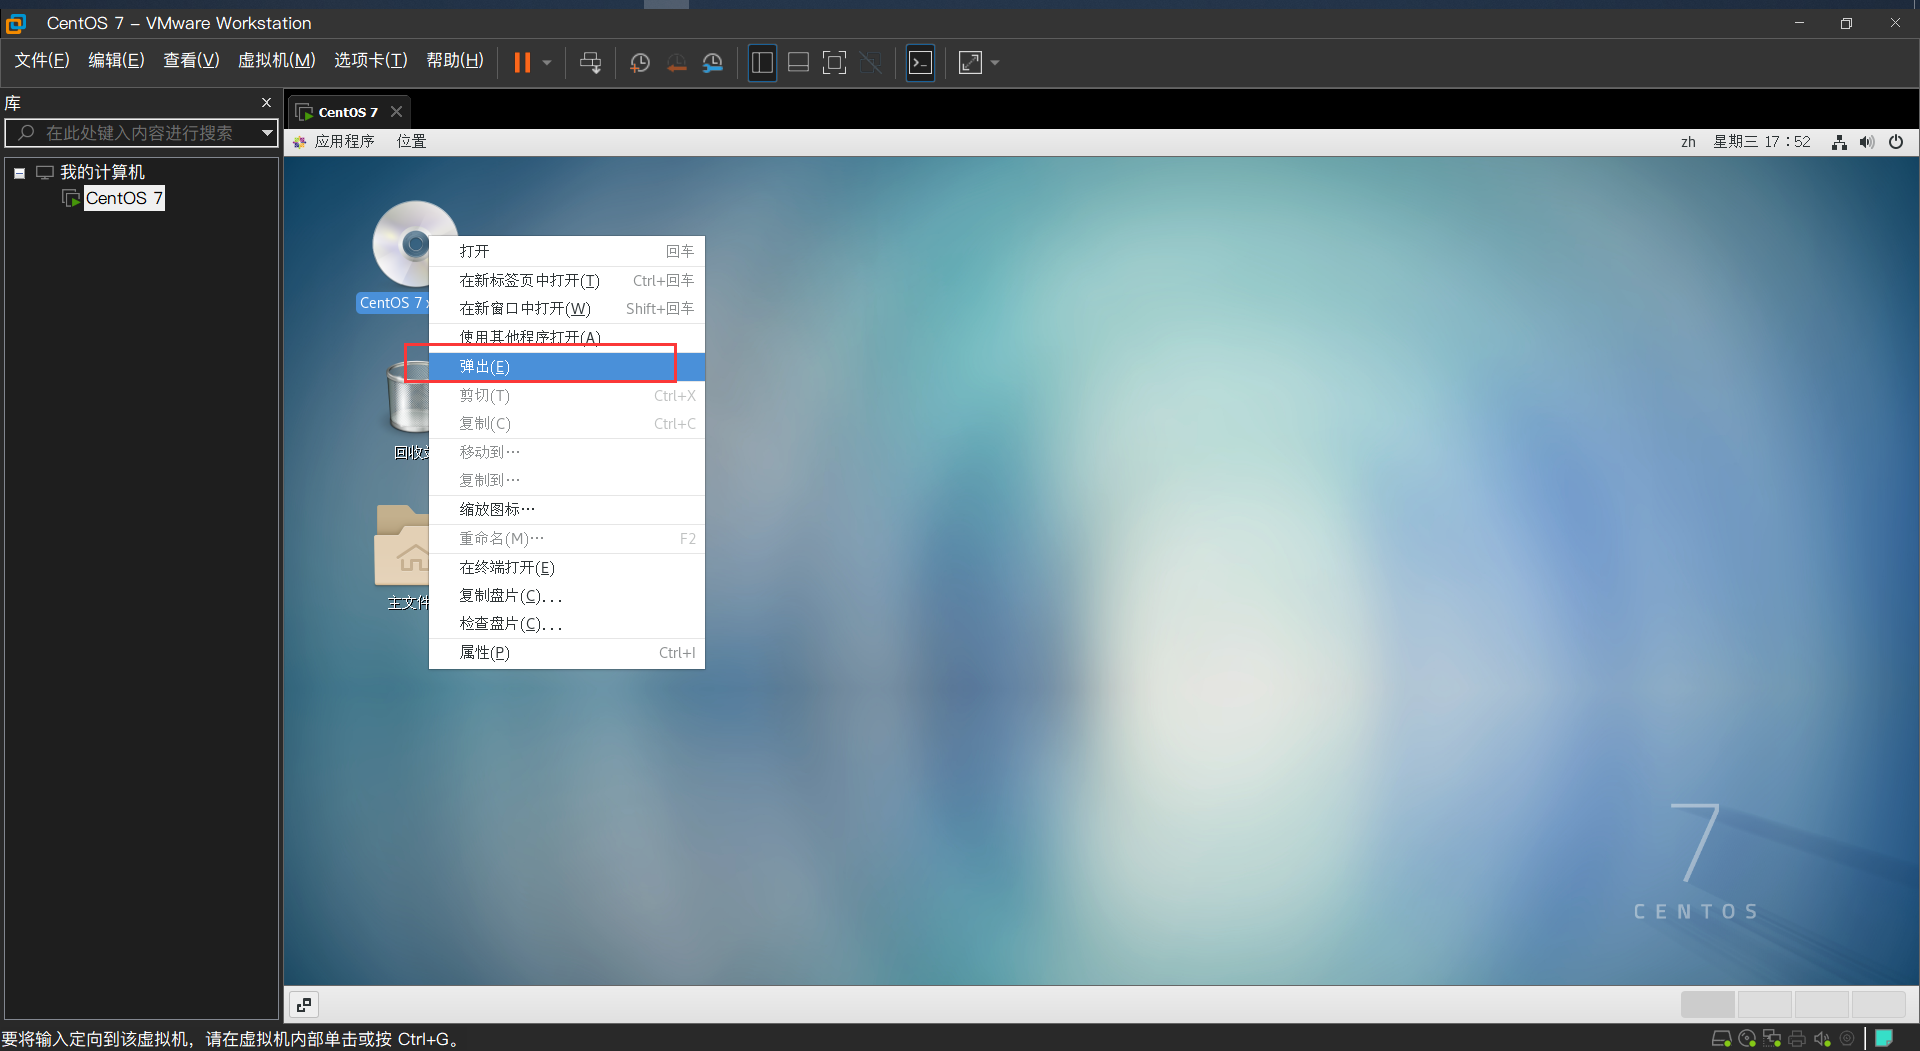 CentOS 7 - VMware Workstation
文件(F) 编辑(E) 查看(V) 虚拟机(M) 选项卡(T) 帮助(H)
库
在此处键入内容进行搜索
我的计算机
CentOS 7
CentOS 7
应用程序 位置
zh 星期三 17：52
CentOS 7
打开 回车
在新标签页中打开(T) Ctrl+回车
在新窗口中打开(W) Shift+回车
使用其他程序打开(A)
弹出(E)
剪切(T) Ctrl+X
复制(C) Ctrl+C
移动到…
复制到…
缩放图标…
重命名(M)… F2
在终端打开(E)
复制盘片(C)...
检查盘片(C)...
属性(P) Ctrl+I
回收
主文件
7
CENTOS
要将输入定向到该虚拟机，请在虚拟机内部单击或按 Ctrl+G。